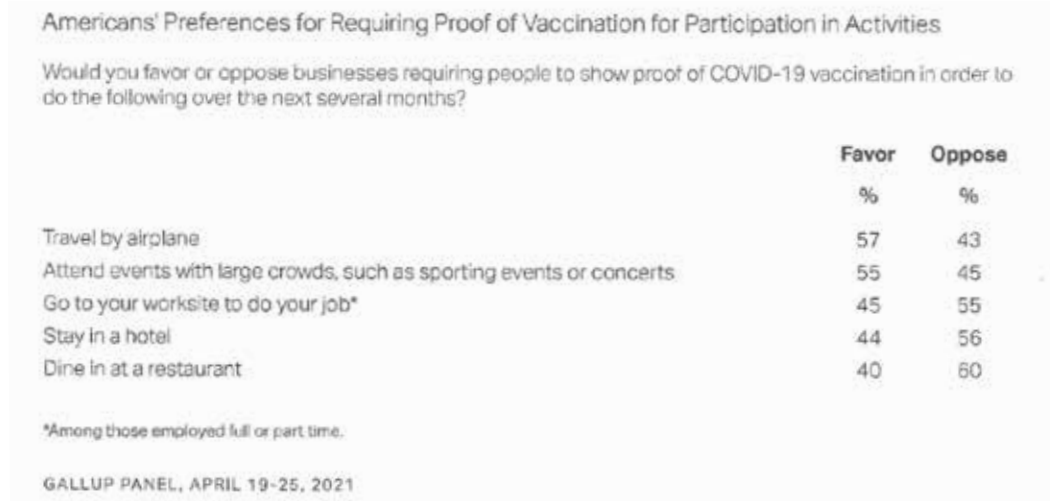 Americans' Preferences for Requiring Proof of Vaccination for Participation in Activities
Would you favor or oppose businesses requiring people to show proof of COVID-19 vaccination in order to
do the following over the next several months?
Favor Oppose
% %
Travel by airplane 57 43
Attend events with large crowds, such as sporting events or concerts 55 45
Go to your worksite to do your job* 45 55
Stay in a hotel 44 56
Dine in at a restaurant 40 60
*Among those employed full or part time.
GALLUP PANEL, APRIL 19-25, 2021